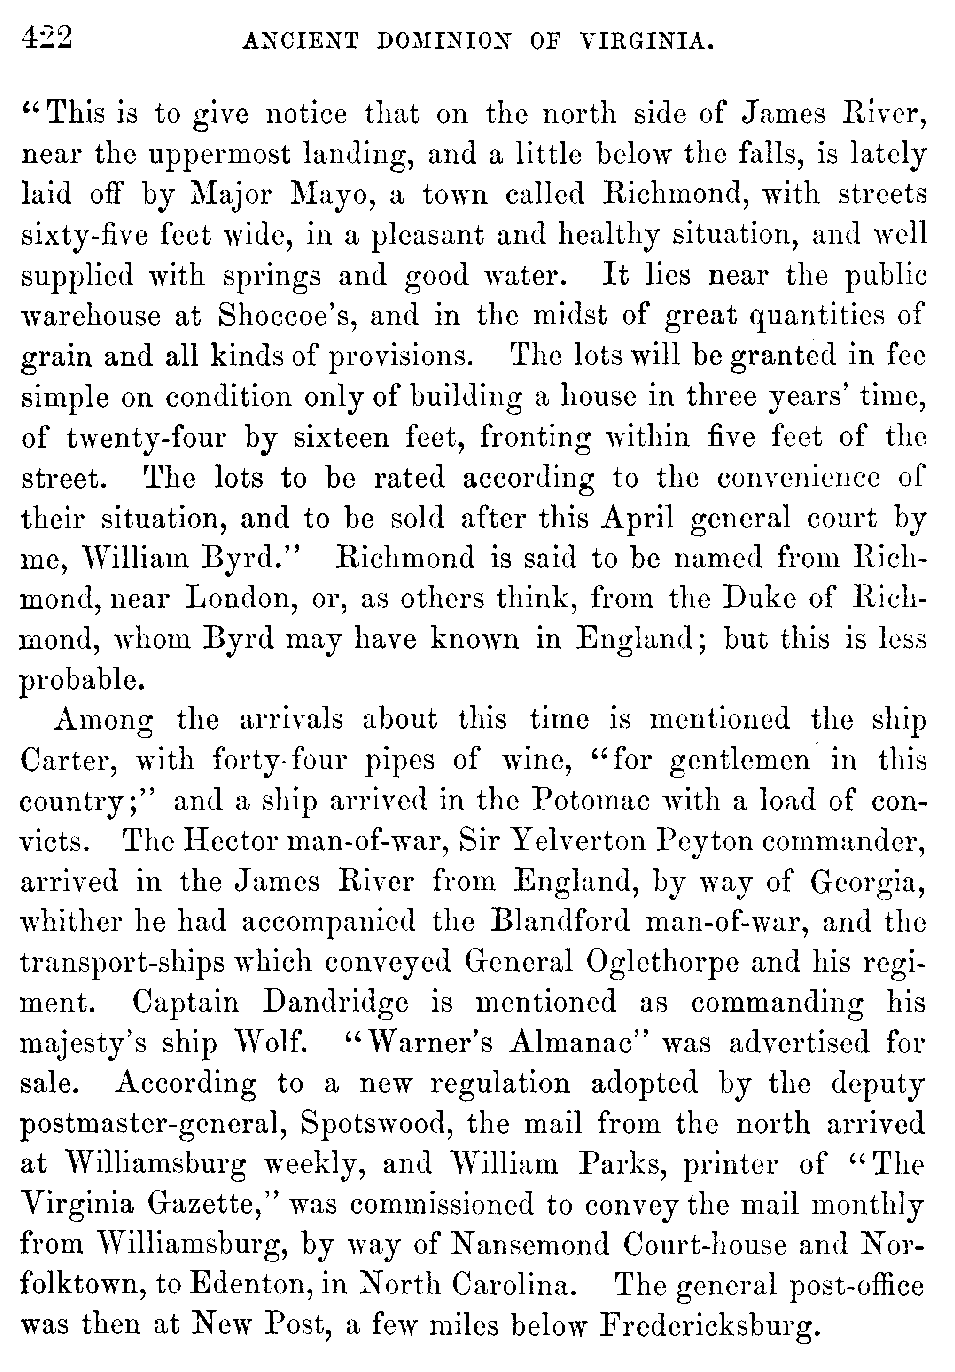 422 ANCIENT DOMINION OF VIRGINIA.
“This is to give notice that on the north side of James River,
near the uppermost landing, and a little below the falls, is lately
laid off by Major Mayo, a town called Richmond, with streets
sixty-five feet wide, in a pleasant and healthy situation, and well
supplied with springs and good water. It lies near the public
warehouse at Shoccoe's, and in the midst of great quantities of
grain and all kinds of provisions. The lots will be granted in fee
simple on condition only of building a house in three years' time,
of twenty-four by sixteen feet, fronting within five feet of the
street. The lots to be rated according to the convenience of
their situation, and to be sold after this April general court by
me, William Byrd.” Richmond is said to be named from Rich-
mond, near London, or, as others think, from the Duke of Rich-
mond, whom Byrd may have known in England; but this is less
probable.
Among the arrivals about this time is mentioned the ship
Carter, with forty-four pipes of wine, “for gentlemen in this
country;” and a ship arrived in the Potomac with a load of con-
victs. The Hector man-of-war, Sir Yelverton Peyton commander,
arrived in the James River from England, by way of Georgia,
whither he had accompanied the Blandford man-of-war, and the
transport-ships which conveyed General Oglethorpe and his regi-
ment. Captain Dandridge is mentioned as commanding his
majesty's ship Wolf. “Warner's Almanac” was advertised for
sale. According to a new regulation adopted by the deputy
postmaster-general, Spotswood, the mail from the north arrived
at Williamsburg weekly, and William Parks, printer of “The
Virginia Gazette,” was commissioned to convey the mail monthly
from Williamsburg, by way of Nansemond Court-house and Nor-
folktown, to Edenton, in North Carolina. The general post-office
was then at New Post, a few miles below Fredericksburg.